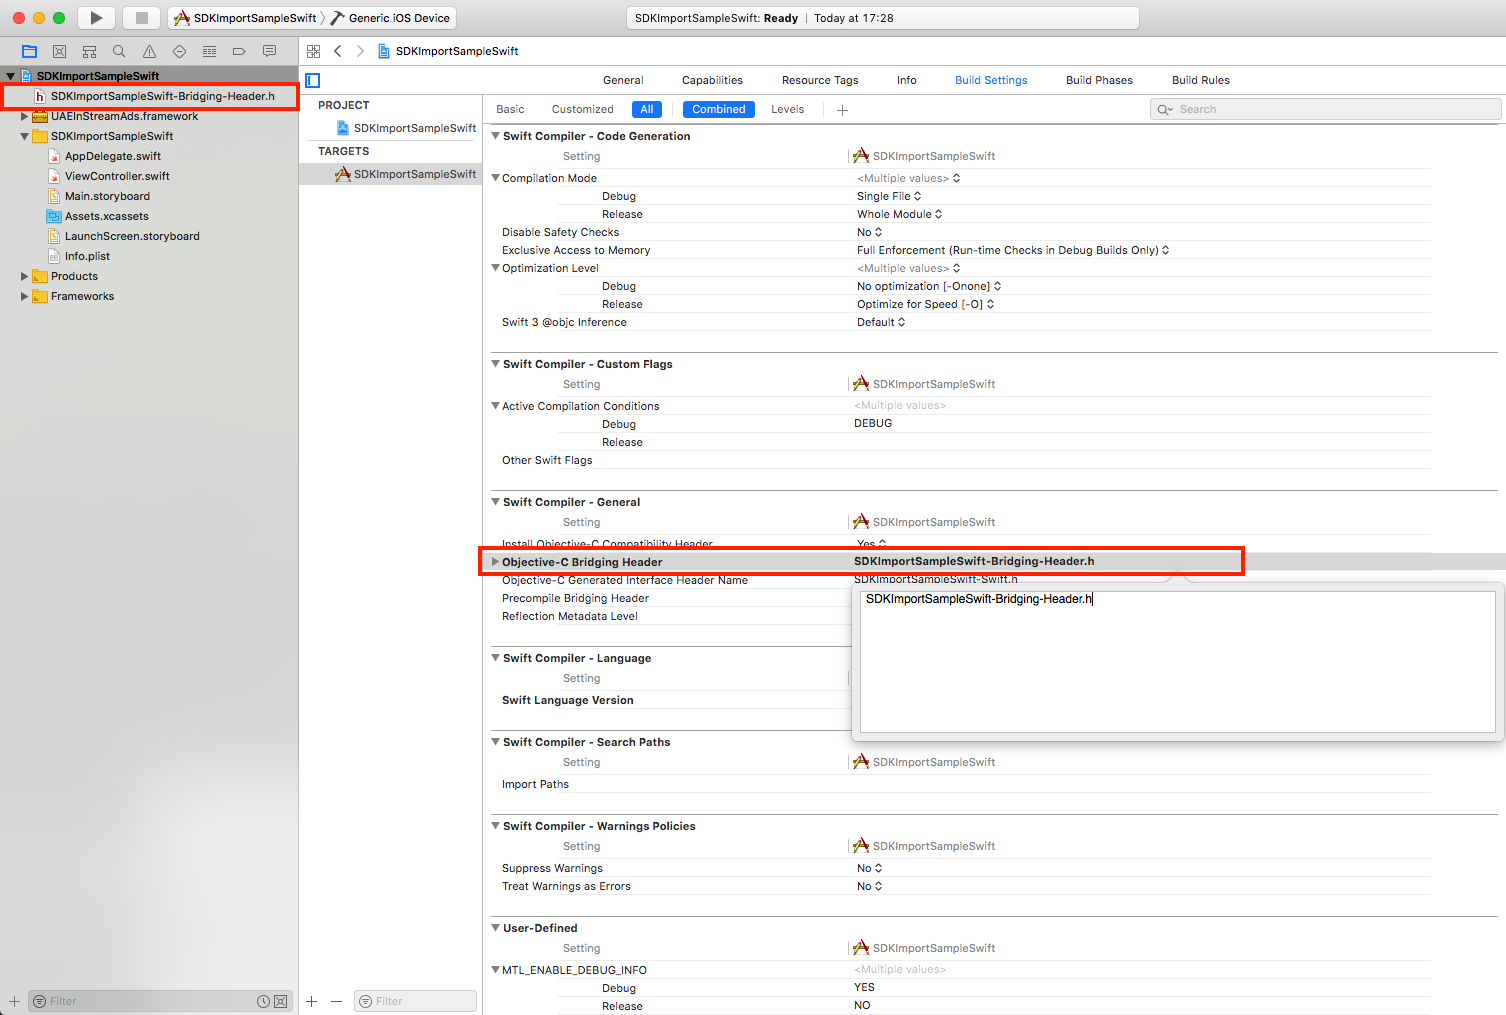 SDKImportSampleSwift › Generic iOS Device
SDKImportSampleSwift: Ready | Today at 17:28
SDKImportSampleSwift
SDKImportSampleSwift
SDKImportSampleSwift-Bridging-Header.h
UAEInStreamAds.framework
SDKImportSampleSwift
AppDelegate.swift
ViewController.swift
Main.storyboard
Assets.xcassets
LaunchScreen.storyboard
Info.plist
Products
Frameworks
Filter
PROJECT
SDKImportSampleSwift
TARGETS
SDKImportSampleSwift
Filter
General Capabilities Resource Tags Info Build Settings Build Phases Build Rules
Basic Customized All Combined Levels + Search
Swift Compiler - Code Generation
Setting SDKImportSampleSwift
Compilation Mode <Multiple values>
Debug Single File
Release Whole Module
Disable Safety Checks No
Exclusive Access to Memory Full Enforcement (Run-time Checks in Debug Builds Only)
Optimization Level <Multiple values>
Debug No optimization [-Onone]
Release Optimize for Speed [-O]
Swift 3 @objc Inference Default
Swift Compiler - Custom Flags
Setting SDKImportSampleSwift
Active Compilation Conditions <Multiple values>
Debug DEBUG
Release
Other Swift Flags
Swift Compiler - General
Setting SDKImportSampleSwift
Install Objective-C Compatibility Header Yes
Objective-C Bridging Header SDKImportSampleSwift-Bridging-Header.h
Objective-C Generated Interface Header Name SDKImportSampleSwift-Swift.h
Precompile Bridging Header
SDKImportSampleSwift-Bridging-Header.h
Reflection Metadata Level
Swift Compiler - Language
Setting
Swift Language Version
Swift Compiler - Search Paths
Setting SDKImportSampleSwift
Import Paths
Swift Compiler - Warnings Policies
Setting SDKImportSampleSwift
Suppress Warnings No
Treat Warnings as Errors No
User-Defined
Setting SDKImportSampleSwift
MTL_ENABLE_DEBUG_INFO <Multiple values>
Debug YES
Release NO